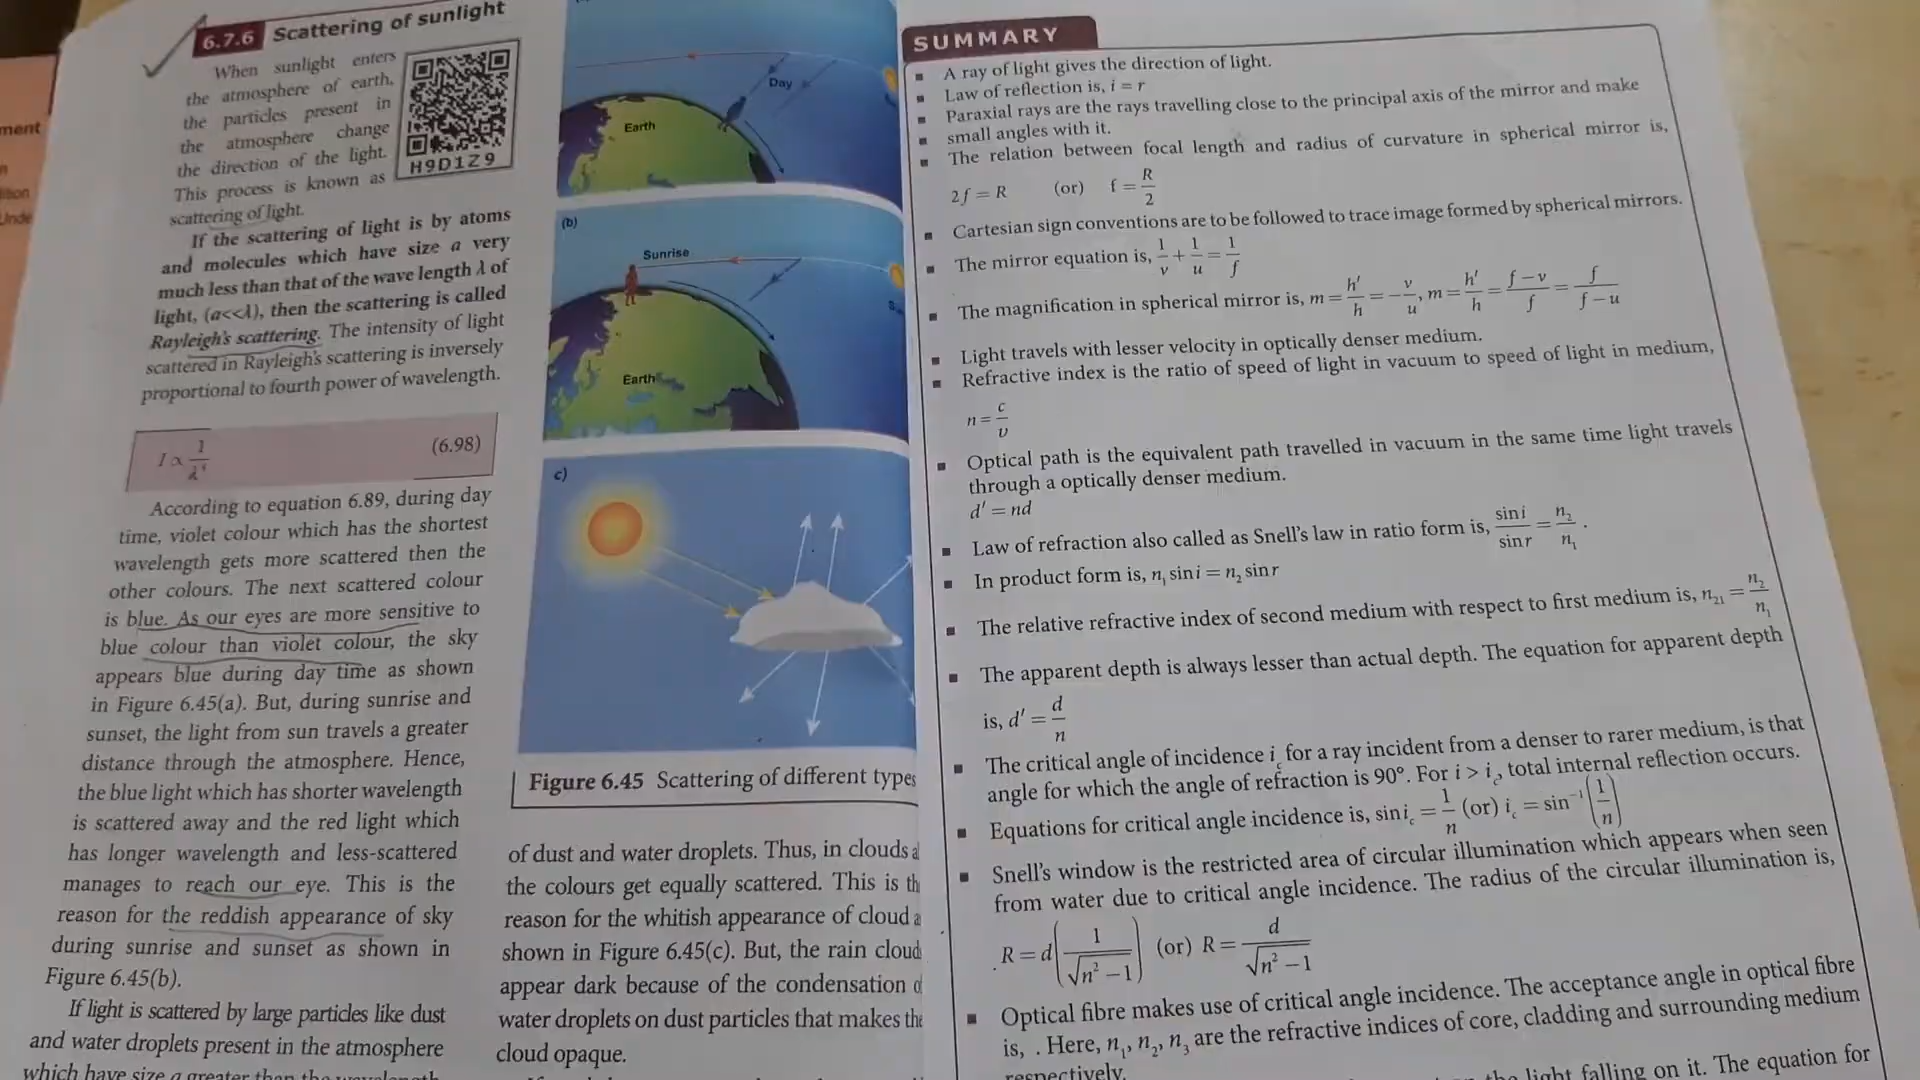 6.7.6 Scattering of sunlight
When sunlight enters
the atmosphere of earth,
the particles present in
the atmosphere change
the direction of the light.
This process is known as
scattering of light.
H9D1Z9
If the scattering of light is by atoms
and molecules which have size a very
much less than that of the wave length λ of
light, (a<<λ), then the scattering is called
Rayleigh's scattering. The intensity of light
scattered in Rayleigh's scattering is inversely
proportional to fourth power of wavelength.
I ∝ 1/λ⁴ (6.98)
According to equation 6.89, during day
time, violet colour which has the shortest
wavelength gets more scattered then the
other colours. The next scattered colour
is blue. As our eyes are more sensitive to
blue colour than violet colour, the sky
appears blue during day time as shown
in Figure 6.45(a). But, during sunrise and
sunset, the light from sun travels a greater
distance through the atmosphere. Hence,
the blue light which has shorter wavelength
is scattered away and the red light which
has longer wavelength and less-scattered
manages to reach our eye. This is the
reason for the reddish appearance of sky
during sunrise and sunset as shown in
Figure 6.45(b).
If light is scattered by large particles like dust
and water droplets present in the atmosphere
which have size a greater than the
Day
Earth
(b)
Sunrise
Earth
c)
Figure 6.45 Scattering of different types
of dust and water droplets. Thus, in clouds
the colours get equally scattered. This is
reason for the whitish appearance of cloud
shown in Figure 6.45(c). But, the rain cloud
appear dark because of the condensation
water droplets on dust particles that makes
cloud opaque.
SUMMARY
▪ A ray of light gives the direction of light.
▪ Law of reflection is, i = r
▪ Paraxial rays are the rays travelling close to the principal axis of the mirror and make
▪ small angles with it.
▪ The relation between focal length and radius of curvature in spherical mirror is,
2f = R (or) f = R/2
▪ Cartesian sign conventions are to be followed to trace image formed by spherical mirrors.
▪ The mirror equation is, 1/v + 1/u = 1/f
▪ The magnification in spherical mirror is, m = h'/h = −v/u, m = h'/h = (f − v)/f = f/(f − u)
▪ Light travels with lesser velocity in optically denser medium.
▪ Refractive index is the ratio of speed of light in vacuum to speed of light in medium,
n = c/υ
▪ Optical path is the equivalent path travelled in vacuum in the same time light travels
through a optically denser medium.
d' = nd
▪ Law of refraction also called as Snell's law in ratio form is, sin i/sin r = n₂/n₁ .
▪ In product form is, n₁ sin i = n₂ sin r
▪ The relative refractive index of second medium with respect to first medium is, n₂₁ = n₂/n₁
▪ The apparent depth is always lesser than actual depth. The equation for apparent depth
is, d' = d/n
▪ The critical angle of incidence i_c for a ray incident from a denser to rarer medium, is that
angle for which the angle of refraction is 90°. For i > i_c, total internal reflection occurs.
▪ Equations for critical angle incidence is, sin i_c = 1/n (or) i_c = sin⁻¹(1/n)
▪ Snell's window is the restricted area of circular illumination which appears when seen
from water due to critical angle incidence. The radius of the circular illumination is,
R = d(1/√(n² − 1)) (or) R = d/√(n² − 1)
▪ Optical fibre makes use of critical angle incidence. The acceptance angle in optical fibre
is, . Here, n₁, n₂, n₃ are the refractive indices of core, cladding and surrounding medium
respectively.
light falling on it. The equation for